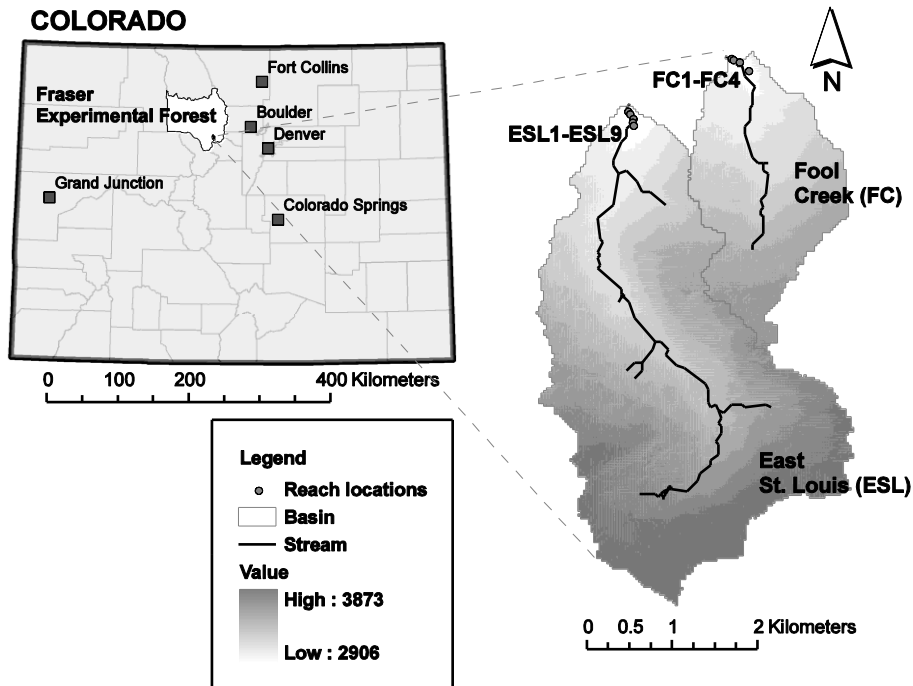 COLORADO
Fort Collins
Fraser
Experimental Forest
Boulder
Denver
Grand Junction
Colorado Springs
0 100 200 400 Kilometers
FC1-FC4
N
ESL1-ESL9
Fool
Creek (FC)
East
St. Louis (ESL)
0 0.5 1 2 Kilometers
Legend
Reach locations
Basin
Stream
Value
High : 3873
Low : 2906